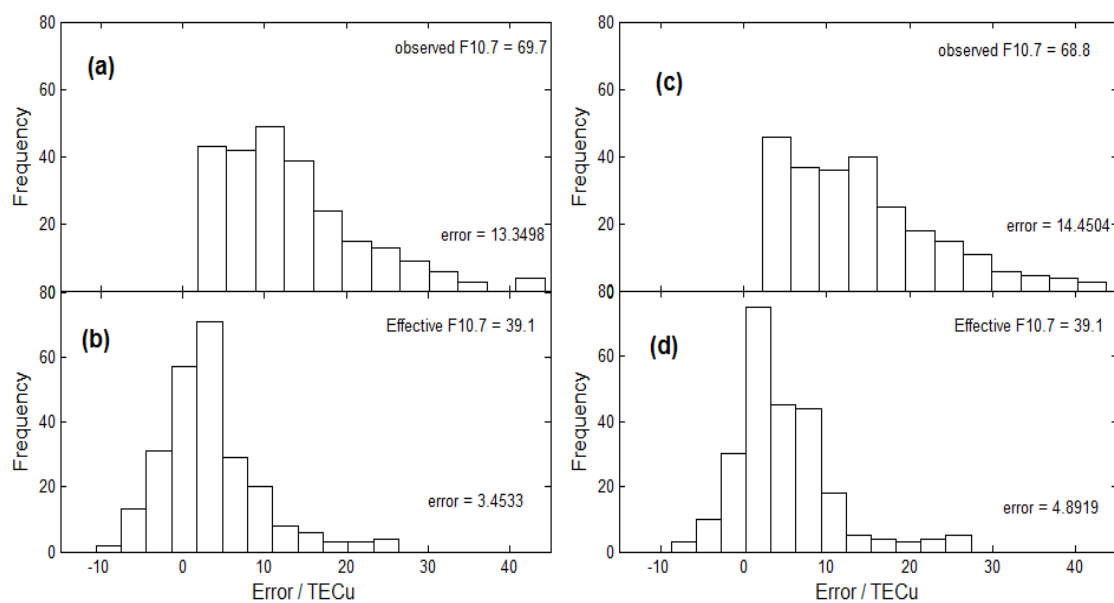 80
60
40
20
80
Frequency
(a)
observed F10.7 = 69.7
error = 13.3498
80
60
40
20
80
0
Frequency
(c)
observed F10.7 = 68.8
error = 14.4504
60
40
20
0
Frequency
(b)
Effective F10.7 = 39.1
error = 3.4533
-10
0
10
20
30
40
Error / TECu
60
40
20
0
Frequency
(d)
Effective F10.7 = 39.1
error = 4.8919
-10
0
10
20
30
40
Error / TECu